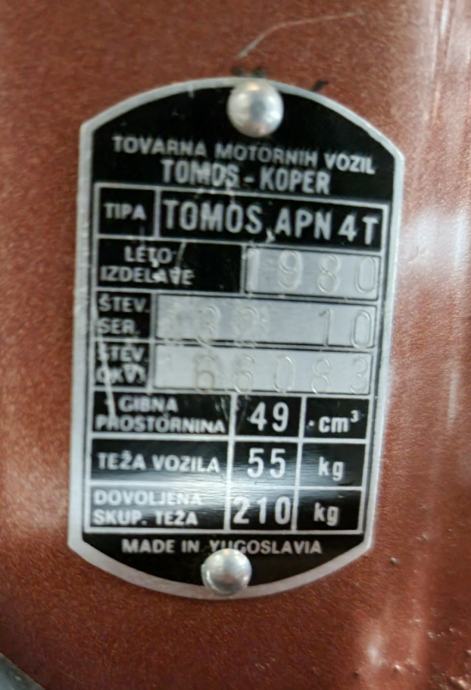 TOVARNA MOTORNIH VOZIL
TOMOS - KOPER
TIPA TOMOS APN 4T
LETO IZDELAVE 1980
ŠTEV. SER. 10
ŠTEV. OKV.
GIBNA PROSTORNINA 49 cm³
TEŽA VOZILA 55 kg
DOVOLJENA SKUP. TEŽA 210 kg
MADE IN YUGOSLAVIA